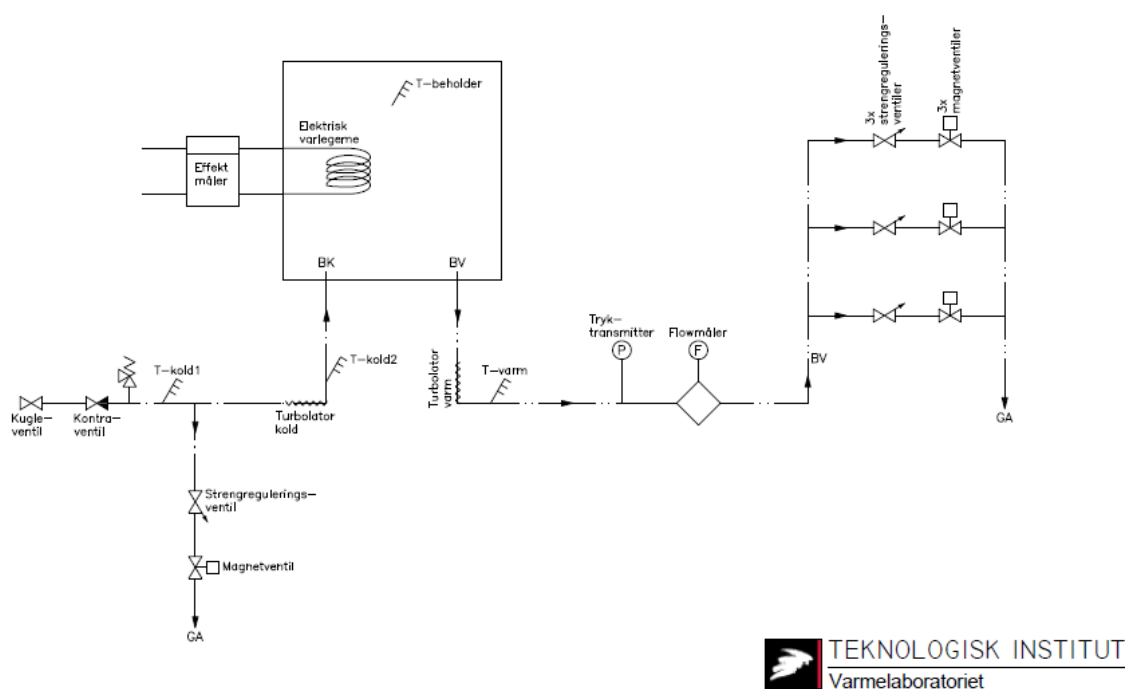 T-beholder
Elektrisk
varlegeme
Effekt
måler
BK
BV
3x
strengregulerings-
ventiler
3x
magnetventiler
Tryk-
transmitter
P
Flowmåler
F
BV
GA
T-kold1
T-kold2
Turbolator
varm
T-varm
Kugle-
ventil
Kontra-
ventil
Turbolator
kold
Strengregulerings-
ventil
Magnetventil
GA
TEKNOLOGISK INSTITUT
Varmelaboratoriet